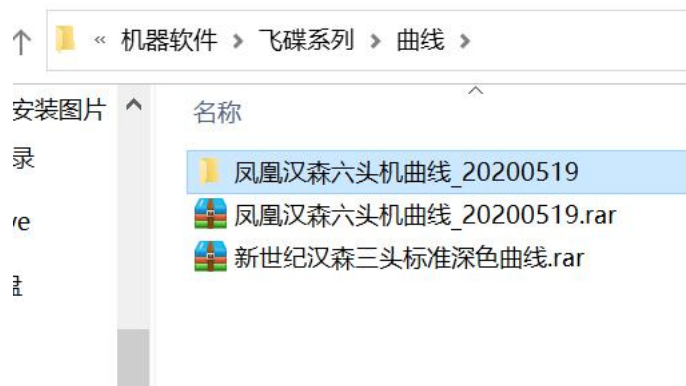 « 机器软件 > 飞碟系列 > 曲线 >
安装图片
录
名称
凤凰汉森六头机曲线_20200519
凤凰汉森六头机曲线_20200519.rar
新世纪汉森三头标准深色曲线.rar
ve